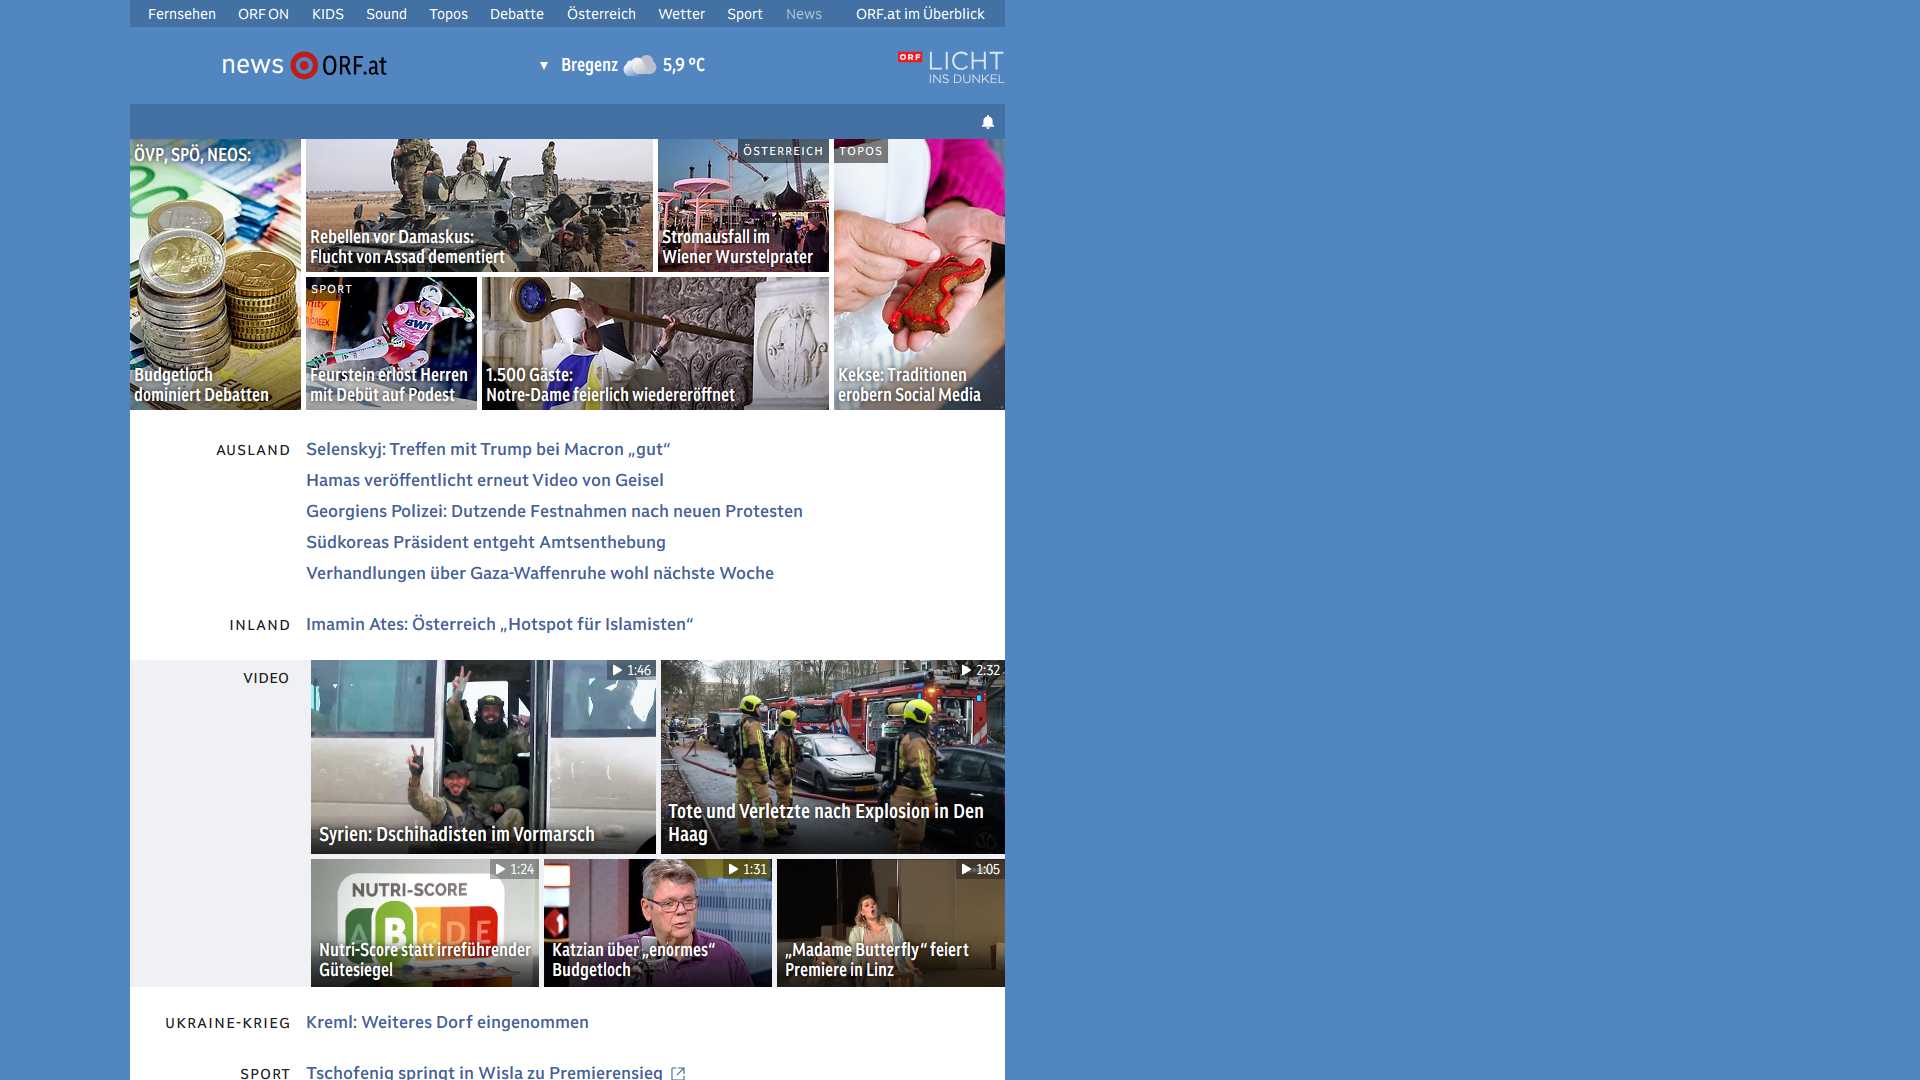 Fernsehen ORF ON KIDS Sound Topos Debatte Österreich Wetter Sport News ORF.at im Überblick
news ORF.at
Bregenz 5,9 °C
ORF LICHT
INS DUNKEL
ÖVP, SPÖ, NEOS:
Budgetloch
dominiert Debatten
Rebellen vor Damaskus:
Flucht von Assad dementiert
ÖSTERREICH
Stromausfall im
Wiener Wurstelprater
TOPOS
Kekse: Traditionen
erobern Social Media
SPORT
BWT
Feurstein erlöst Herren
mit Debüt auf Podest
1.500 Gäste:
Notre-Dame feierlich wiedereröffnet
AUSLAND
Selenskyj: Treffen mit Trump bei Macron „gut“
Hamas veröffentlicht erneut Video von Geisel
Georgiens Polizei: Dutzende Festnahmen nach neuen Protesten
Südkoreas Präsident entgeht Amtsenthebung
Verhandlungen über Gaza-Waffenruhe wohl nächste Woche
INLAND
Imamin Ates: Österreich „Hotspot für Islamisten“
VIDEO
1:46
Syrien: Dschihadisten im Vormarsch
2:32
Tote und Verletzte nach Explosion in Den
Haag
1:24
NUTRI-SCORE
A B C D E
Nutri-Score statt irreführender
Gütesiegel
1:31
Katzian über „enormes“
Budgetloch
1:05
„Madame Butterfly“ feiert
Premiere in Linz
UKRAINE-KRIEG
Kreml: Weiteres Dorf eingenommen
SPORT
Tschofenig springt in Wisla zu Premierensieg